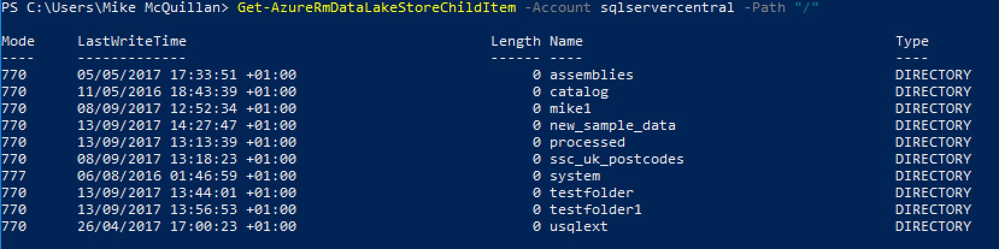 PS C:\Users\Mike McQuillan> Get-AzureRmDataLakeStoreChildItem -Account sqlservercentral -Path "/"
Mode LastWriteTime Length Name Type
---- ------------- ------ ---- ----
770 05/05/2017 17:33:51 +01:00 0 assemblies DIRECTORY
770 11/05/2016 18:43:39 +01:00 0 catalog DIRECTORY
770 08/09/2017 12:52:34 +01:00 0 mike1 DIRECTORY
770 13/09/2017 14:27:47 +01:00 0 new_sample_data DIRECTORY
770 13/09/2017 13:13:39 +01:00 0 processed DIRECTORY
770 08/09/2017 13:18:23 +01:00 0 ssc_uk_postcodes DIRECTORY
777 06/08/2016 01:46:59 +01:00 0 system DIRECTORY
770 13/09/2017 13:44:01 +01:00 0 testfolder DIRECTORY
770 13/09/2017 13:56:53 +01:00 0 testfolder1 DIRECTORY
770 26/04/2017 17:00:23 +01:00 0 usqlext DIRECTORY